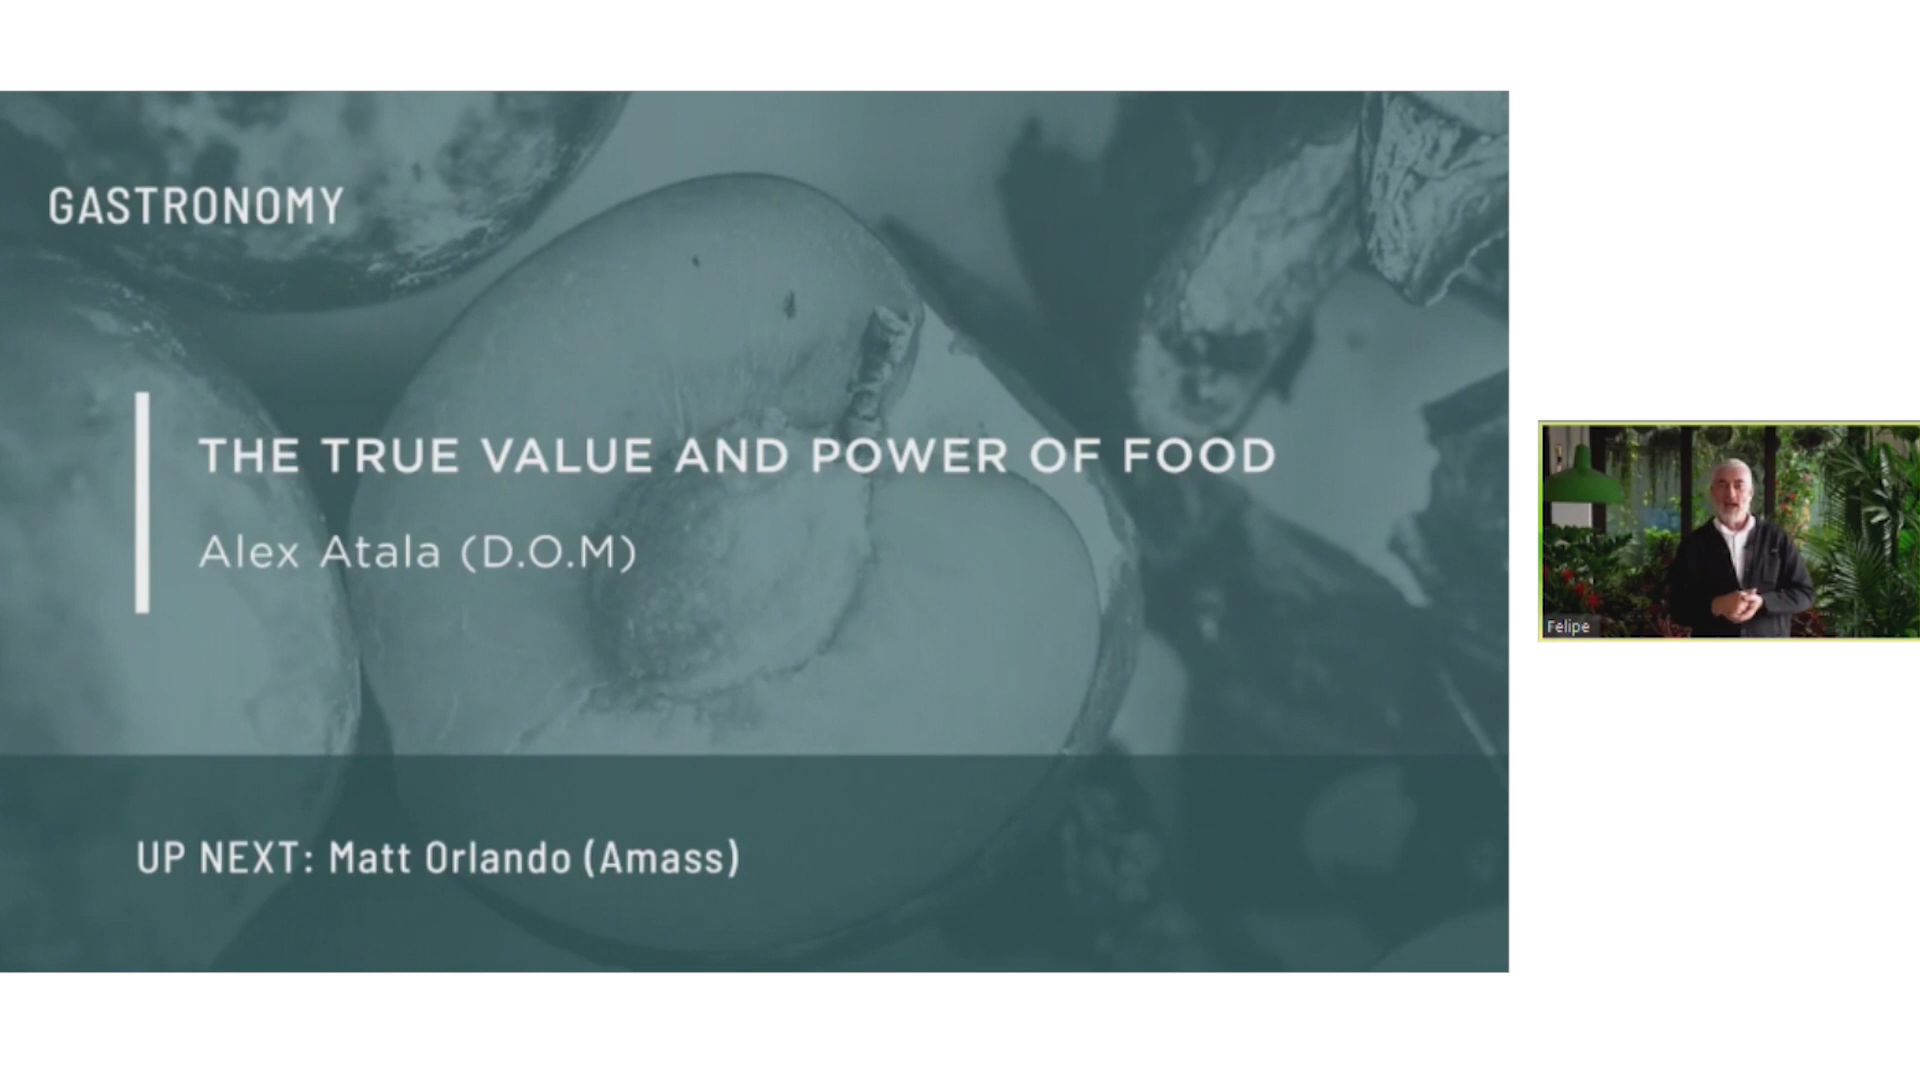 GASTRONOMY
THE TRUE VALUE AND POWER OF FOOD
Alex Atala (D.O.M)
UP NEXT: Matt Orlando (Amass)
Felipe